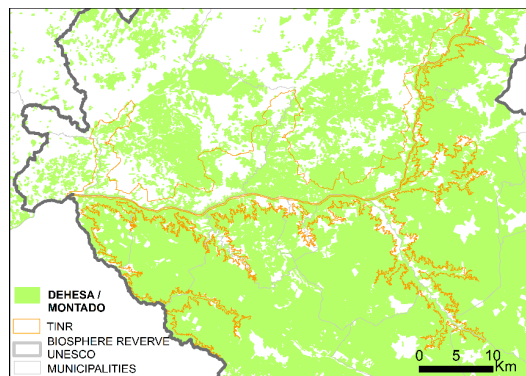 DEHESA /
MONTADO
TINR
BIOSPHERE REVERVE
UNESCO
MUNICIPALITIES
0 5 10
Km